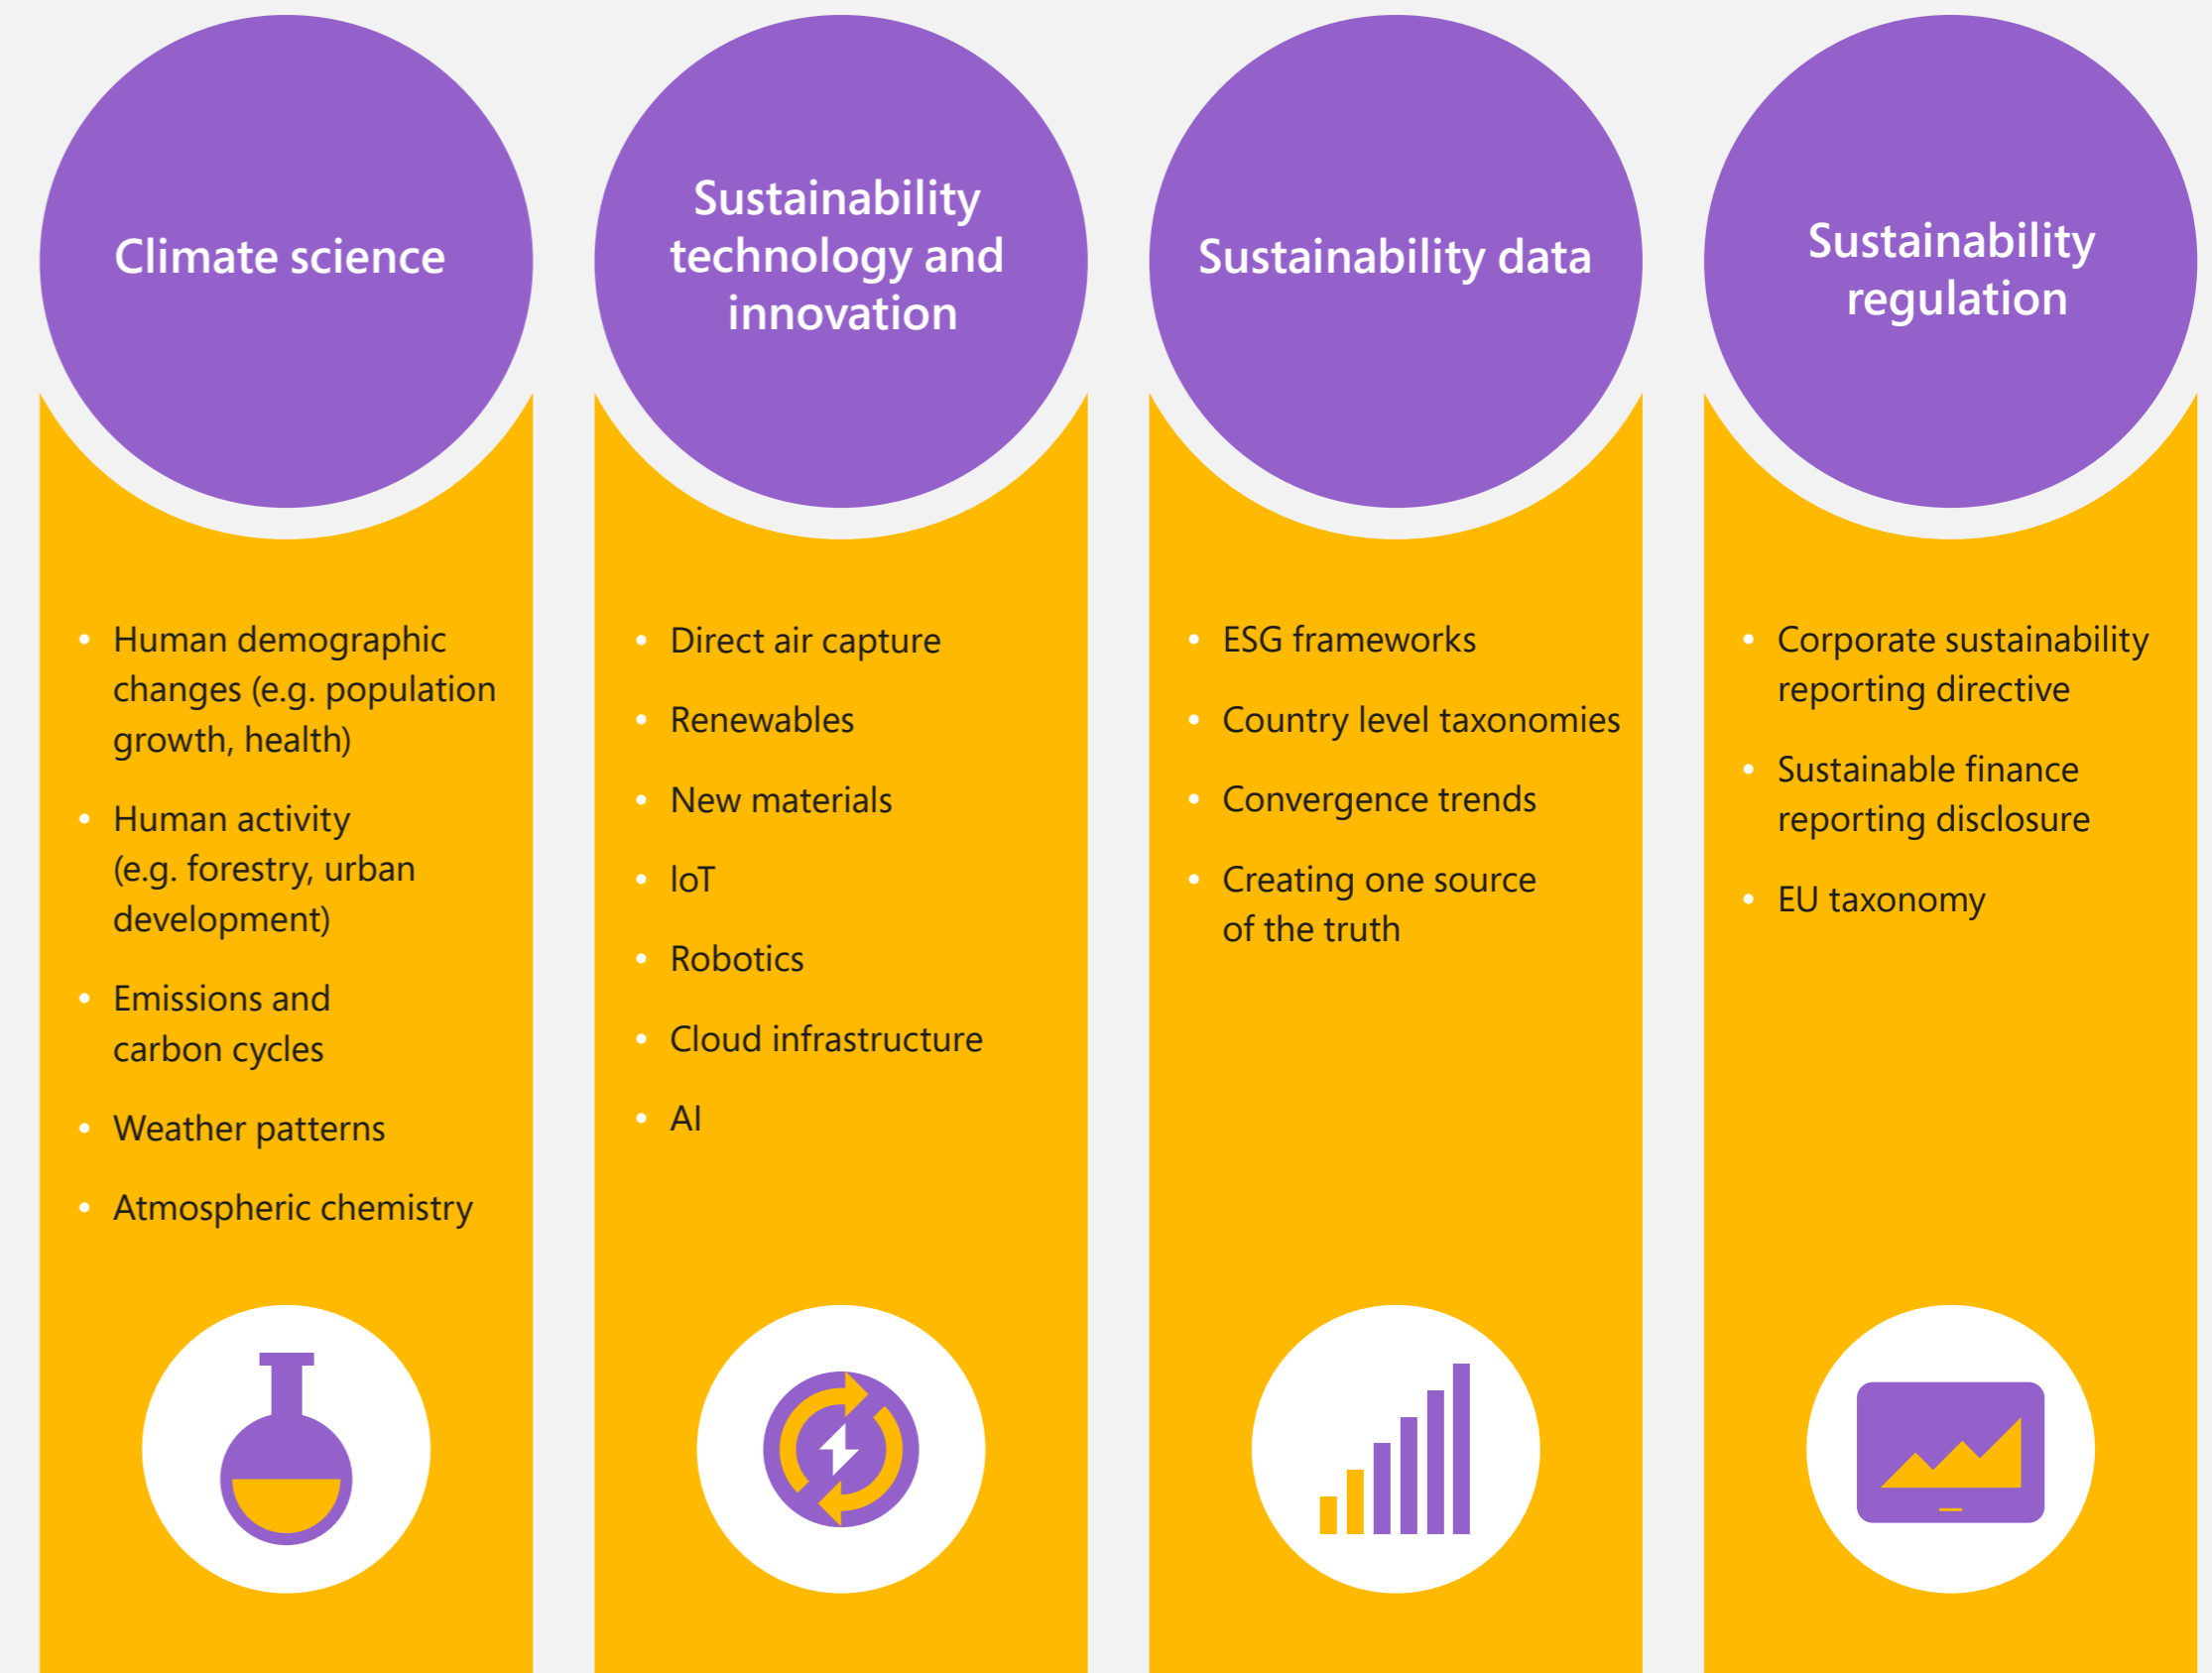 Climate science
• Human demographic
changes (e.g. population
growth, health)
• Human activity
(e.g. forestry, urban
development)
• Emissions and
carbon cycles
• Weather patterns
• Atmospheric chemistry
Sustainability
technology and
innovation
• Direct air capture
• Renewables
• New materials
• IoT
• Robotics
• Cloud infrastructure
• AI
Sustainability data
• ESG frameworks
• Country level taxonomies
• Convergence trends
• Creating one source
of the truth
Sustainability
regulation
• Corporate sustainability
reporting directive
• Sustainable finance
reporting disclosure
• EU taxonomy